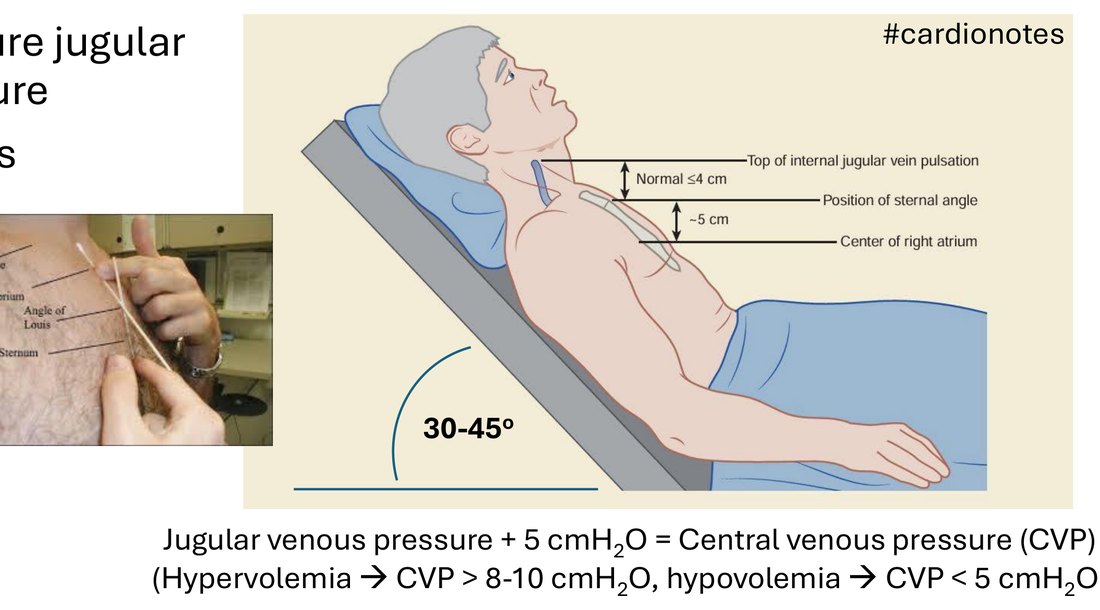 ure jugular
ure
s
#cardionotes
Top of internal jugular vein pulsation
Normal ≤4 cm
Position of sternal angle
~5 cm
Center of right atrium
e
orium
Angle of
Louis
Sternum
30-45º
Jugular venous pressure + 5 cmH₂O = Central venous pressure (CVP)
(Hypervolemia → CVP > 8-10 cmH₂O, hypovolemia → CVP < 5 cmH₂O